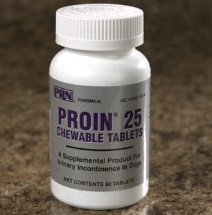 PRN PHARMACAL
PROIN® 25
CHEWABLE TABLETS
A Supplemental Product For
Urinary Incontinence In Dogs
NET CONTENTS 60 TABLETS